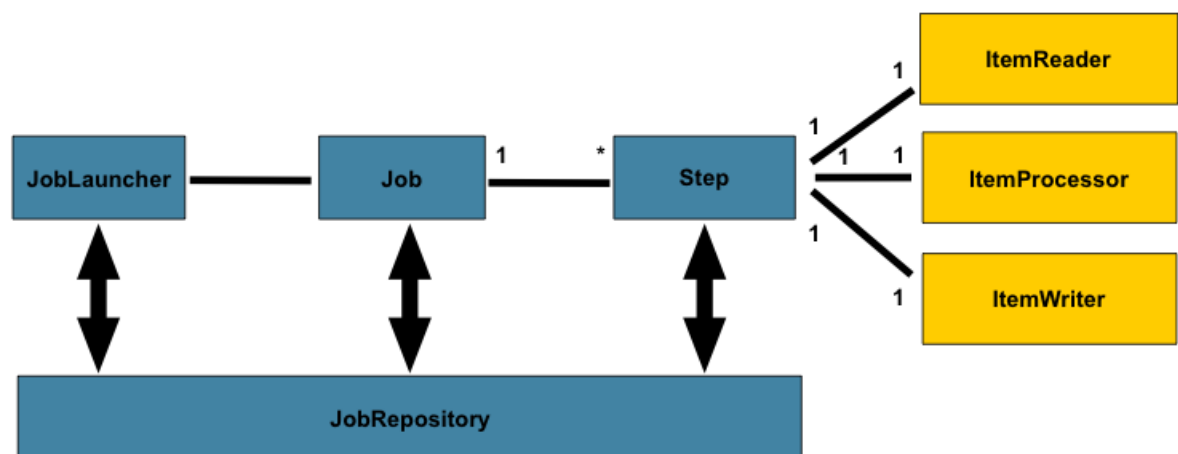 ItemReader
1
1
JobLauncher
Job
1
*
Step
1
1
ItemProcessor
1
1
ItemWriter
JobRepository